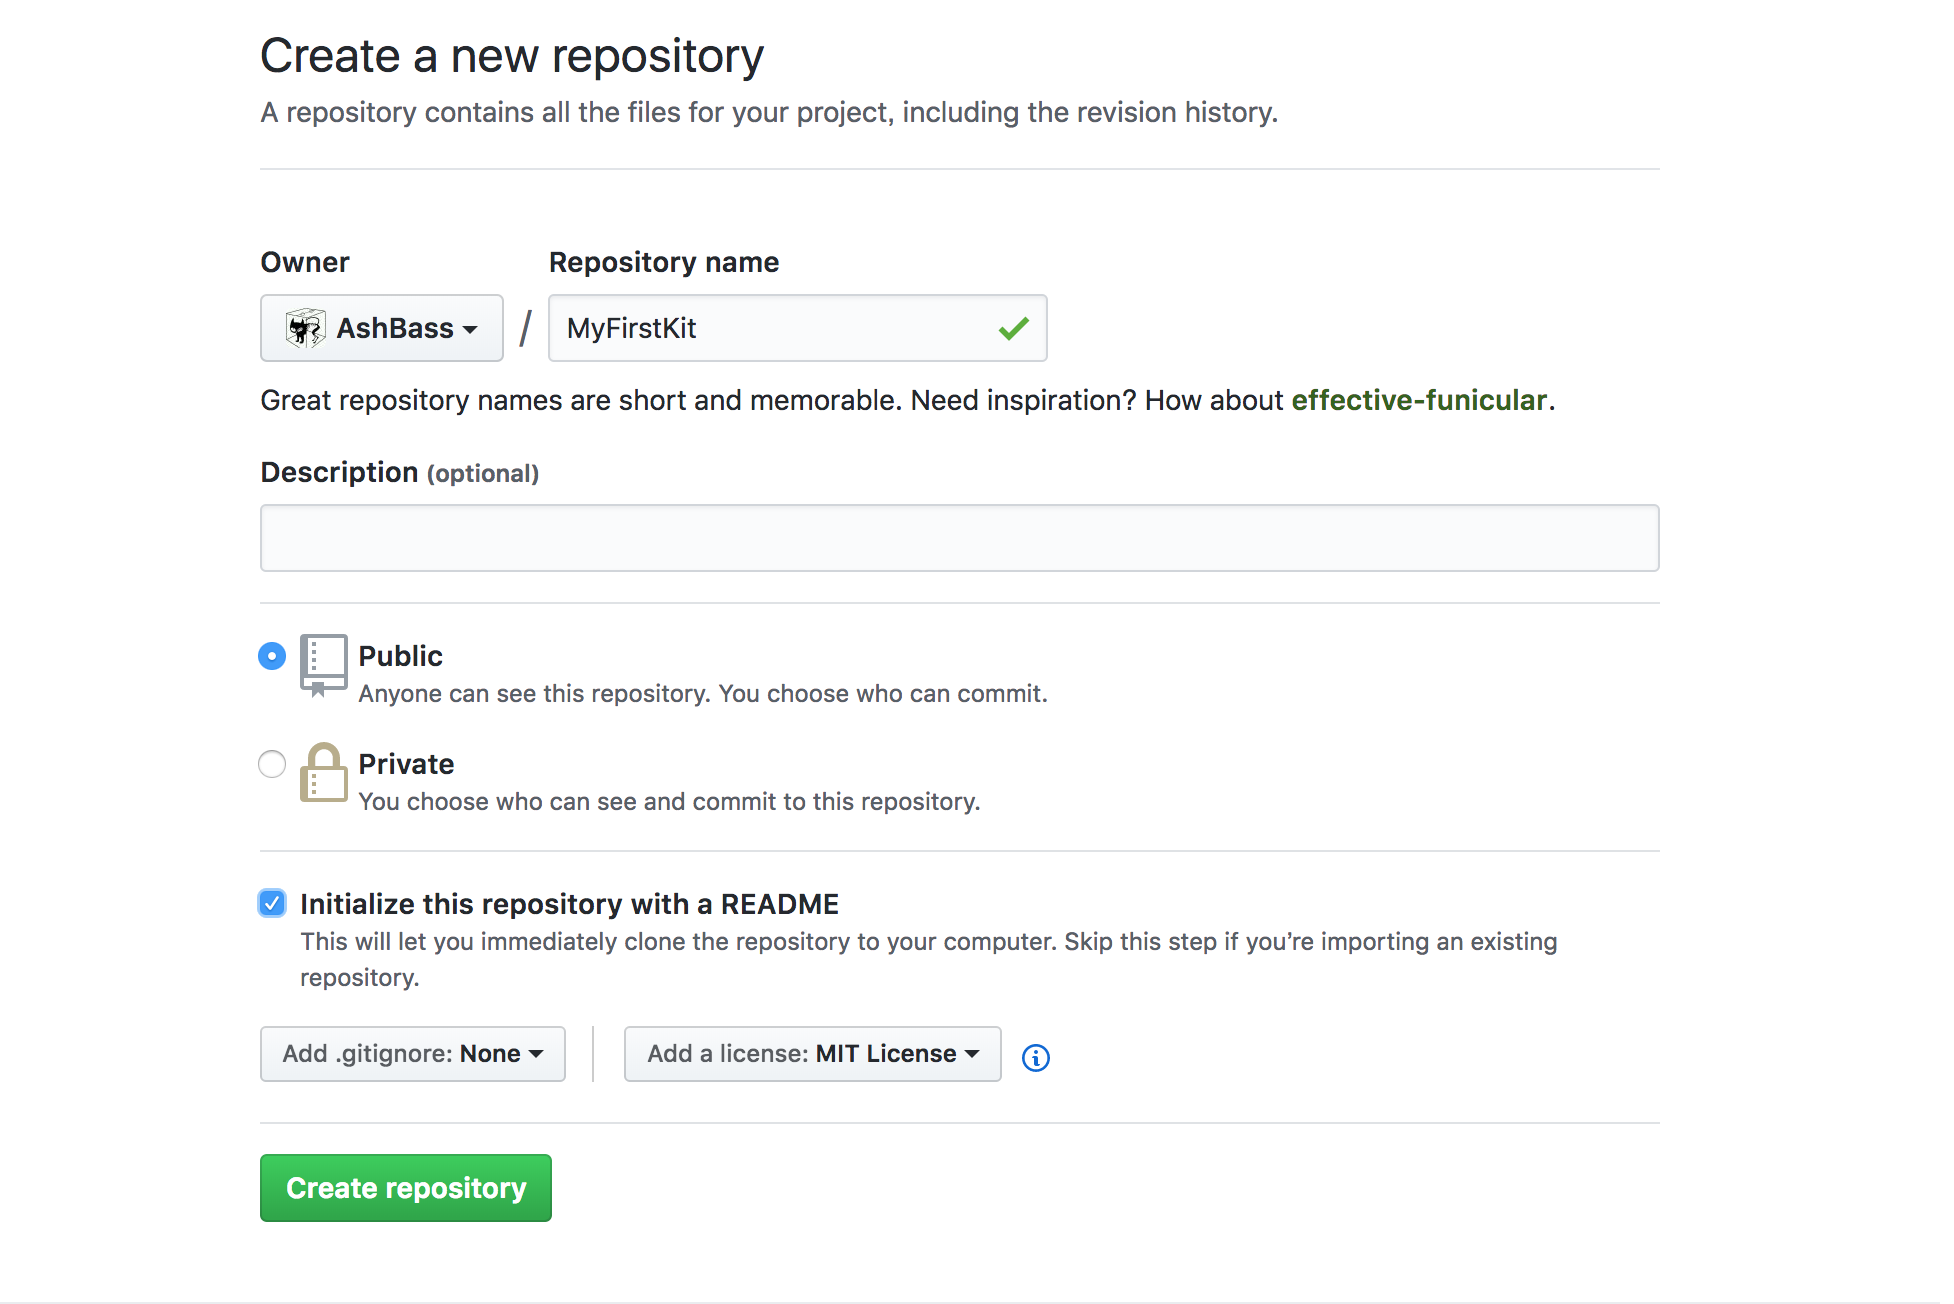 Create a new repository
A repository contains all the files for your project, including the revision history.
Owner
Repository name
AshBass / MyFirstKit
Great repository names are short and memorable. Need inspiration? How about effective-funicular.
Description (optional)
Public
Anyone can see this repository. You choose who can commit.
Private
You choose who can see and commit to this repository.
Initialize this repository with a README
This will let you immediately clone the repository to your computer. Skip this step if you’re importing an existing
repository.
Add .gitignore: None
Add a license: MIT License
Create repository